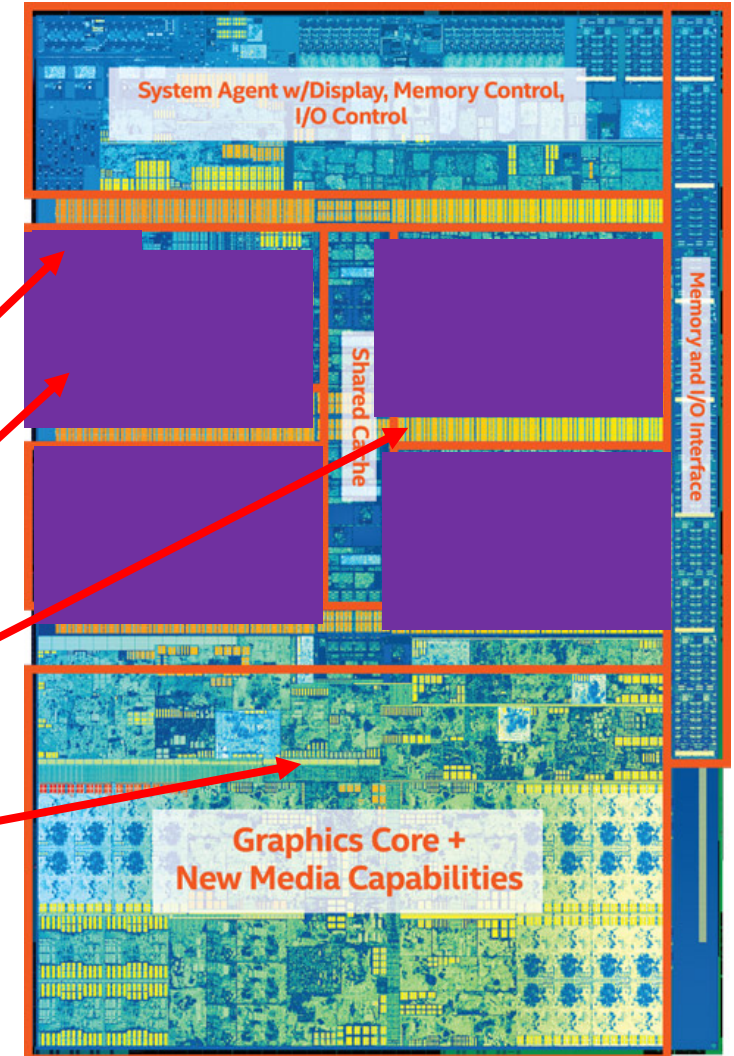 System Agent w/Display, Memory Control,
I/O Control
Shared Cache
Memory and I/O Interface
Graphics Core +
New Media Capabilities